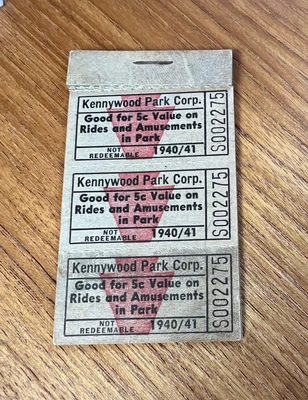 Kennywood Park Corp.
Good for 5c Value on
Rides and Amusements
in Park
NOT
REDEEMABLE 1940/41
S002275
Kennywood Park Corp.
Good for 5c Value on
Rides and Amusements
in Park
NOT
REDEEMABLE 1940/41
S002275
Kennywood Park Corp.
Good for 5c Value on
Rides and Amusements
in Park
NOT
REDEEMABLE 1940/41
S002275